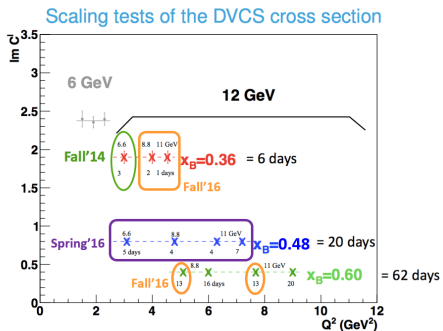 Scaling tests of the DVCS cross section
Im C^I
3.5
3
2.5
2
1.5
1
0.5
0
0 2 4 6 8 10 12
Q² (GeV²)
6 GeV
12 GeV
Fall'14
6.6 8.8 11 GeV
3 2 1 days
x_B=0.36 = 6 days
Fall'16
Spring'16
6.6 8.8 11 GeV
5 days 4 4 7
x_B=0.48 = 20 days
Fall'16
8.8 11 GeV
13 16 days 13 20
x_B=0.60 = 62 days